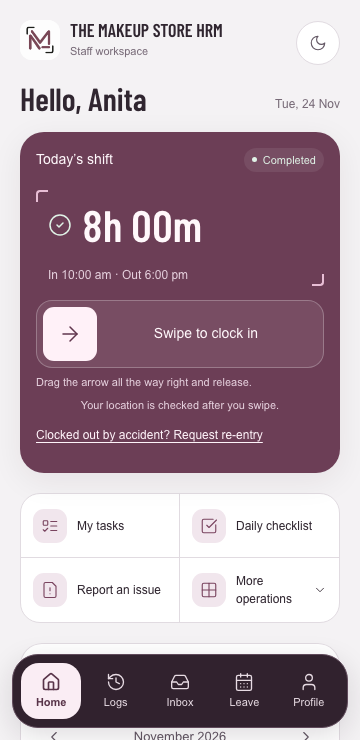 THE MAKEUP STORE HRM
Staff workspace
Hello, Anita
Tue, 24 Nov
Today's shift
Completed
8h 00m
In 10:00 am · Out 6:00 pm
Swipe to clock in
Drag the arrow all the way right and release.
Your location is checked after you swipe.
Clocked out by accident? Request re-entry
My tasks
Daily checklist
Report an issue
More
operations
Home
Logs
Inbox
Leave
Profile
November 2026